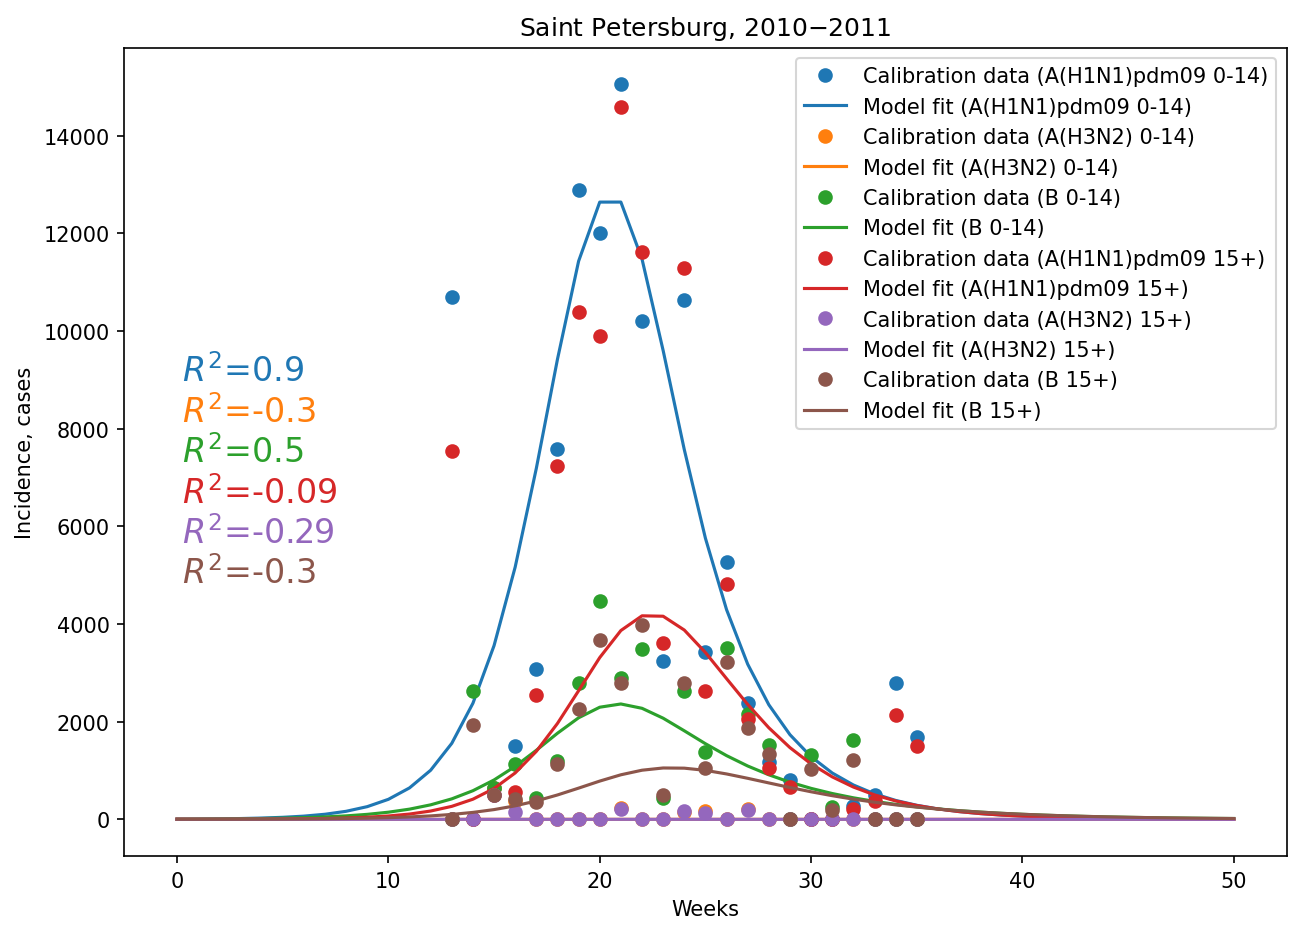 Saint Petersburg, 2010−2011
Calibration data (A(H1N1)pdm09 0-14)
Model fit (A(H1N1)pdm09 0-14)
Calibration data (A(H3N2) 0-14)
Model fit (A(H3N2) 0-14)
Calibration data (B 0-14)
Model fit (B 0-14)
Calibration data (A(H1N1)pdm09 15+)
Model fit (A(H1N1)pdm09 15+)
Calibration data (A(H3N2) 15+)
Model fit (A(H3N2) 15+)
Calibration data (B 15+)
Model fit (B 15+)
14000
12000
10000
8000
6000
4000
2000
0
Incidence, cases
R²=0.9
R²=-0.3
R²=0.5
R²=-0.09
R²=-0.29
R²=-0.3
0 10 20 30 40 50
Weeks